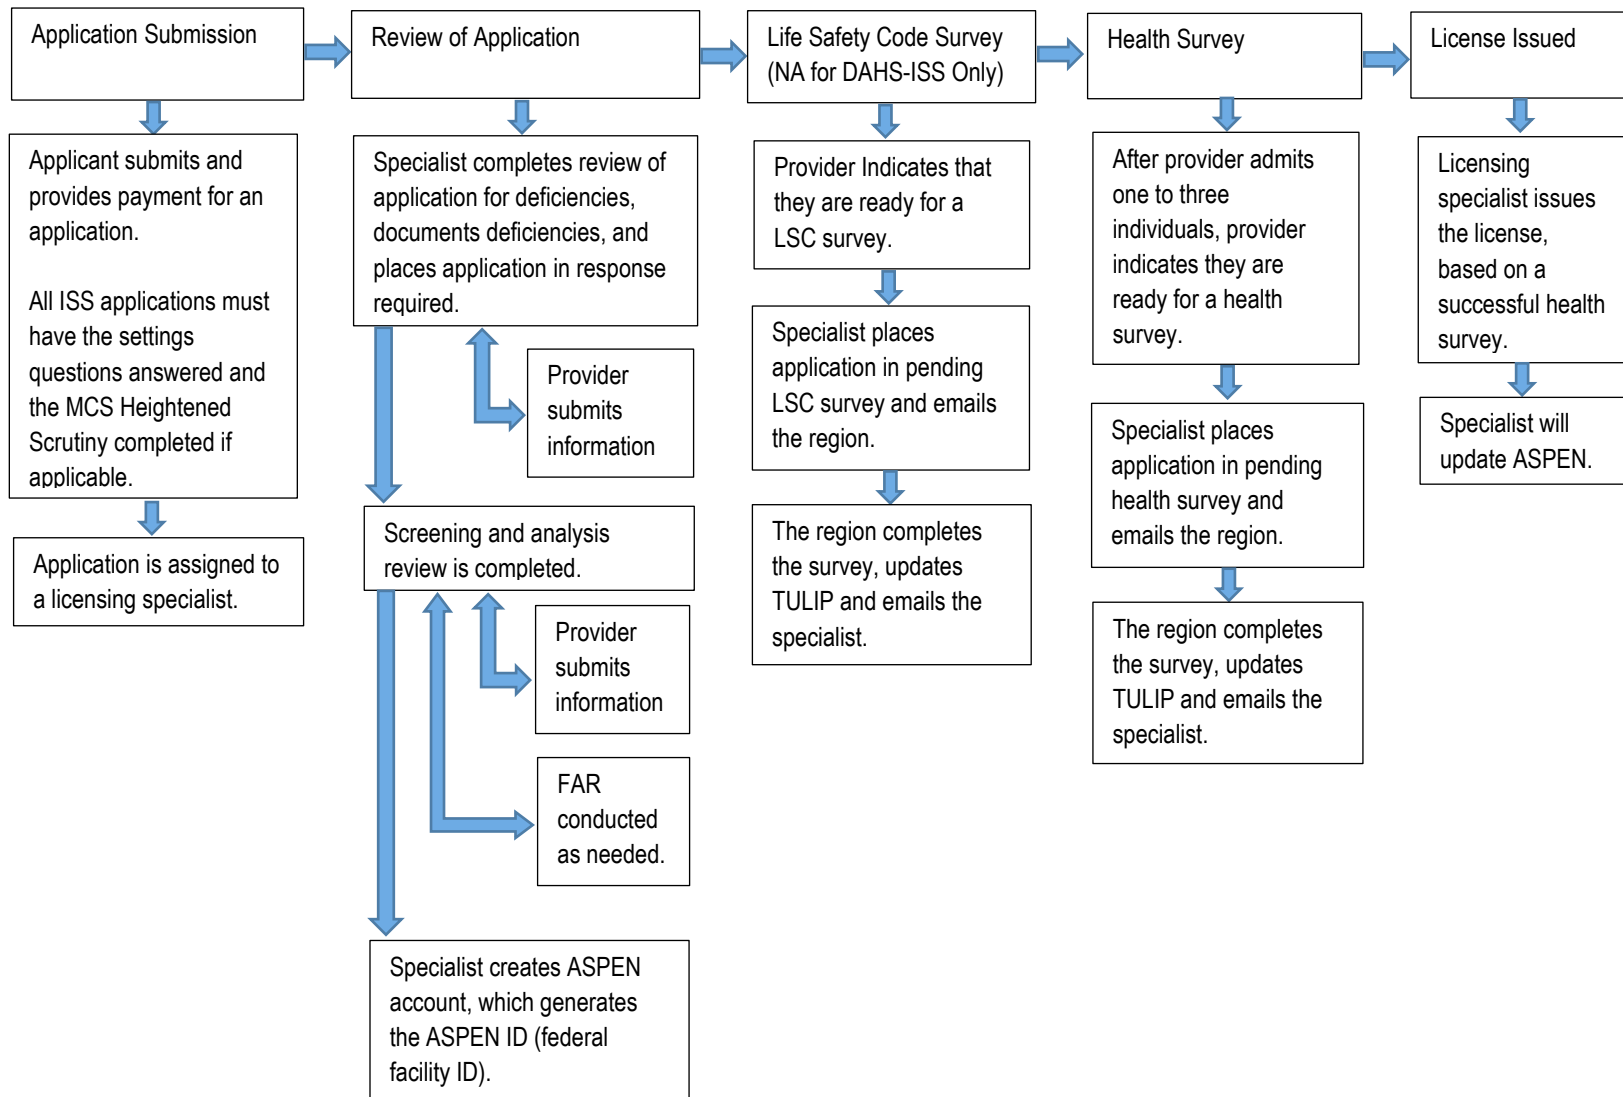 Application Submission
Review of Application
Life Safety Code Survey
(NA for DAHS-ISS Only)
Health Survey
License Issued
Applicant submits and
provides payment for an
application.
All ISS applications must
have the settings
questions answered and
the MCS Heightened
Scrutiny completed if
applicable.
Application is assigned to
a licensing specialist.
Specialist completes review of
application for deficiencies,
documents deficiencies, and
places application in response
required.
Provider
submits
information
Screening and analysis
review is completed.
Provider
submits
information
FAR
conducted
as needed.
Specialist creates ASPEN
account, which generates
the ASPEN ID (federal
facility ID).
Provider Indicates that
they are ready for a
LSC survey.
Specialist places
application in pending
LSC survey and emails
the region.
The region completes
the survey, updates
TULIP and emails the
specialist.
After provider admits
one to three
individuals, provider
indicates they are
ready for a health
survey.
Specialist places
application in pending
health survey and
emails the region.
The region completes
the survey, updates
TULIP and emails the
specialist.
Licensing
specialist issues
the license,
based on a
successful health
survey.
Specialist will
update ASPEN.